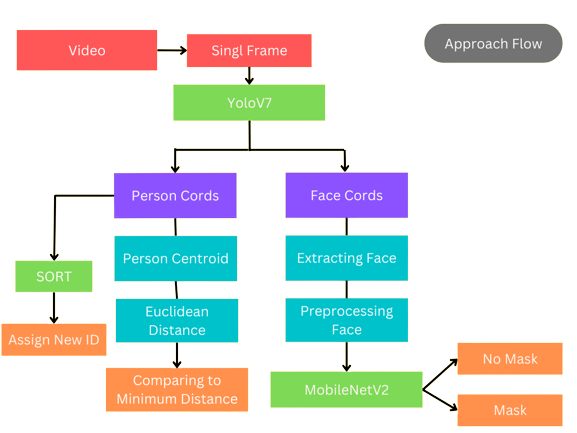 Video
Singl Frame
Approach Flow
YoloV7
Person Cords
Face Cords
Person Centroid
Extracting Face
SORT
Euclidean
Distance
Preprocessing
Face
Assign New ID
No Mask
Comparing to
Minimum Distance
MobileNetV2
Mask